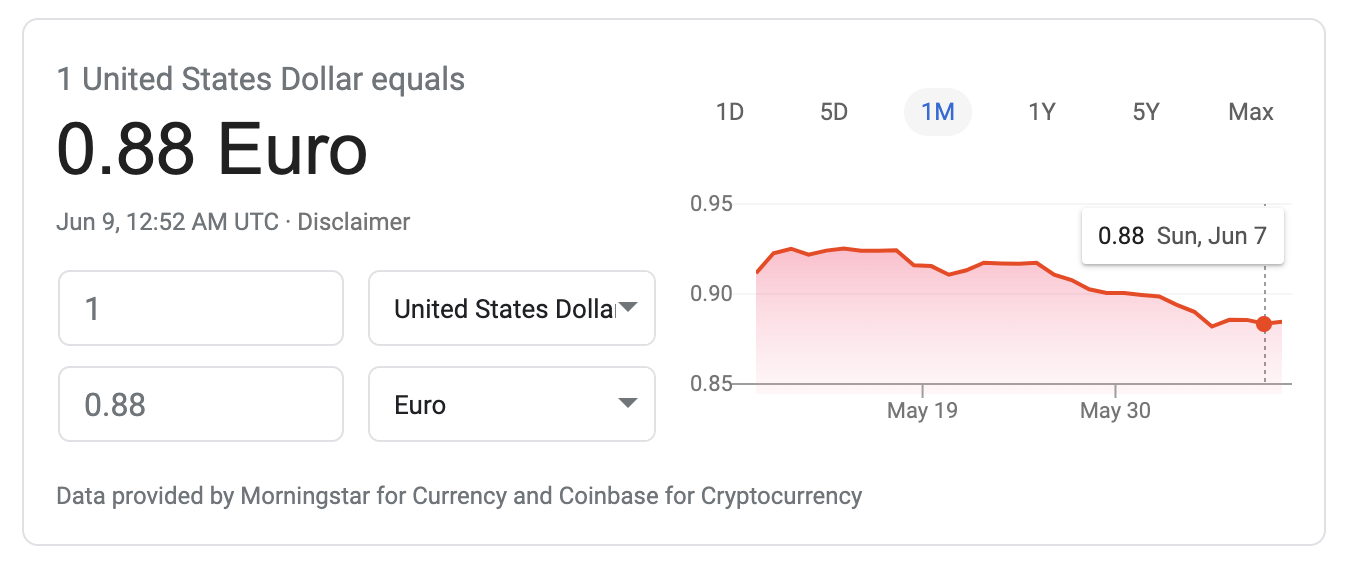 1 United States Dollar equals
0.88 Euro
Jun 9, 12:52 AM UTC · Disclaimer
1
United States Dolla
0.88
Euro
1D 5D 1M 1Y 5Y Max
0.95
0.88 Sun, Jun 7
0.90
0.85
May 19 May 30
Data provided by Morningstar for Currency and Coinbase for Cryptocurrency